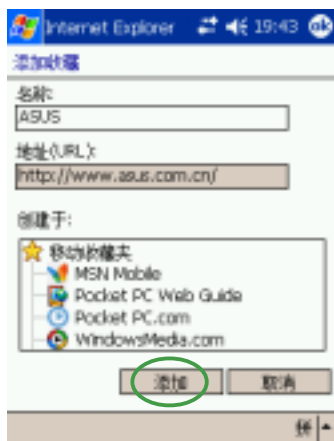 Internet Explorer 19:43 ok
添加收藏
名称:
ASUS
地址(URL):
http://www.asus.com.cn/
创建于:
移动收藏夹
MSN Mobile
Pocket PC Web Guide
Pocket PC.com
WindowsMedia.com
添加 取消
拼